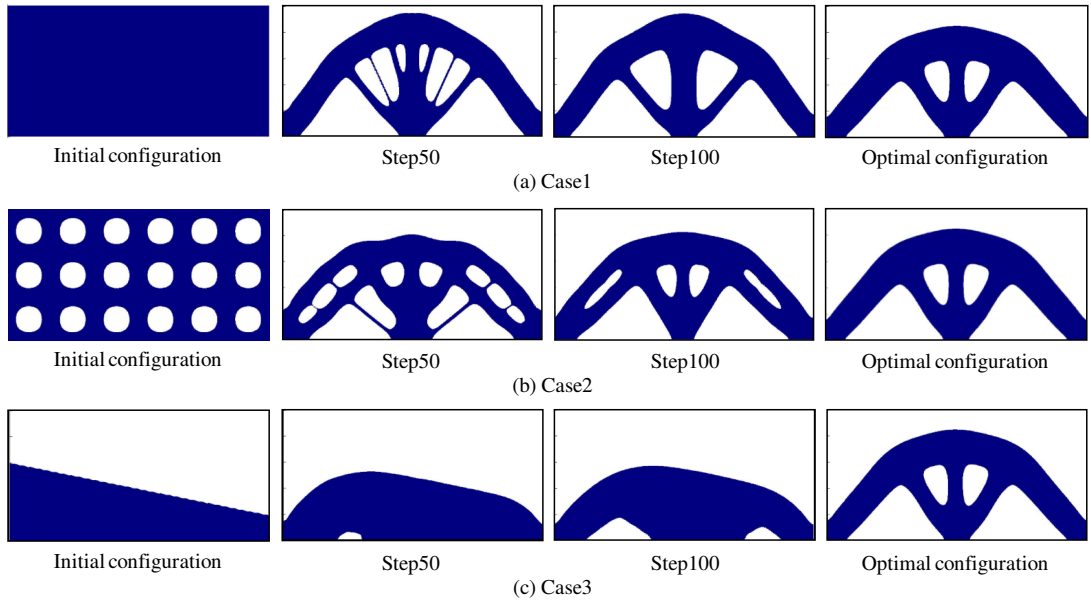 Initial configuration Step50 Step100 Optimal configuration
(a) Case1
Initial configuration Step50 Step100 Optimal configuration
(b) Case2
Initial configuration Step50 Step100 Optimal configuration
(c) Case3